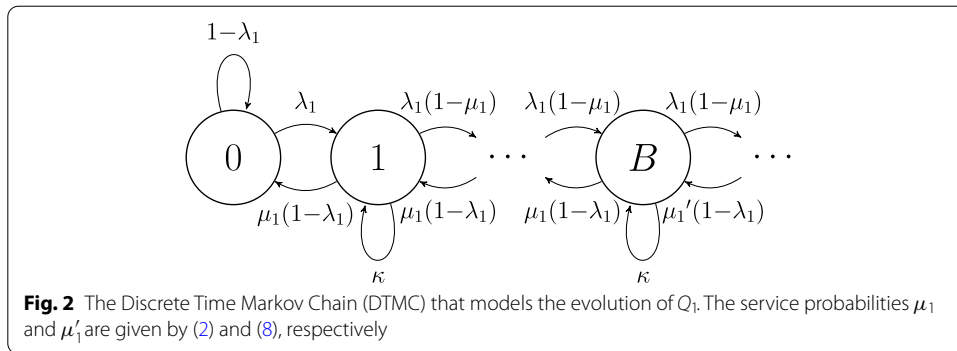 1−λ₁
λ₁ λ₁(1−μ₁) λ₁(1−μ₁) λ₁(1−μ₁)
0 1 ··· B ···
μ₁(1−λ₁) μ₁(1−λ₁) μ₁(1−λ₁) μ₁′(1−λ₁)
κ κ
Fig. 2 The Discrete Time Markov Chain (DTMC) that models the evolution of Q₁. The service probabilities μ₁
and μ′₁ are given by (2) and (8), respectively